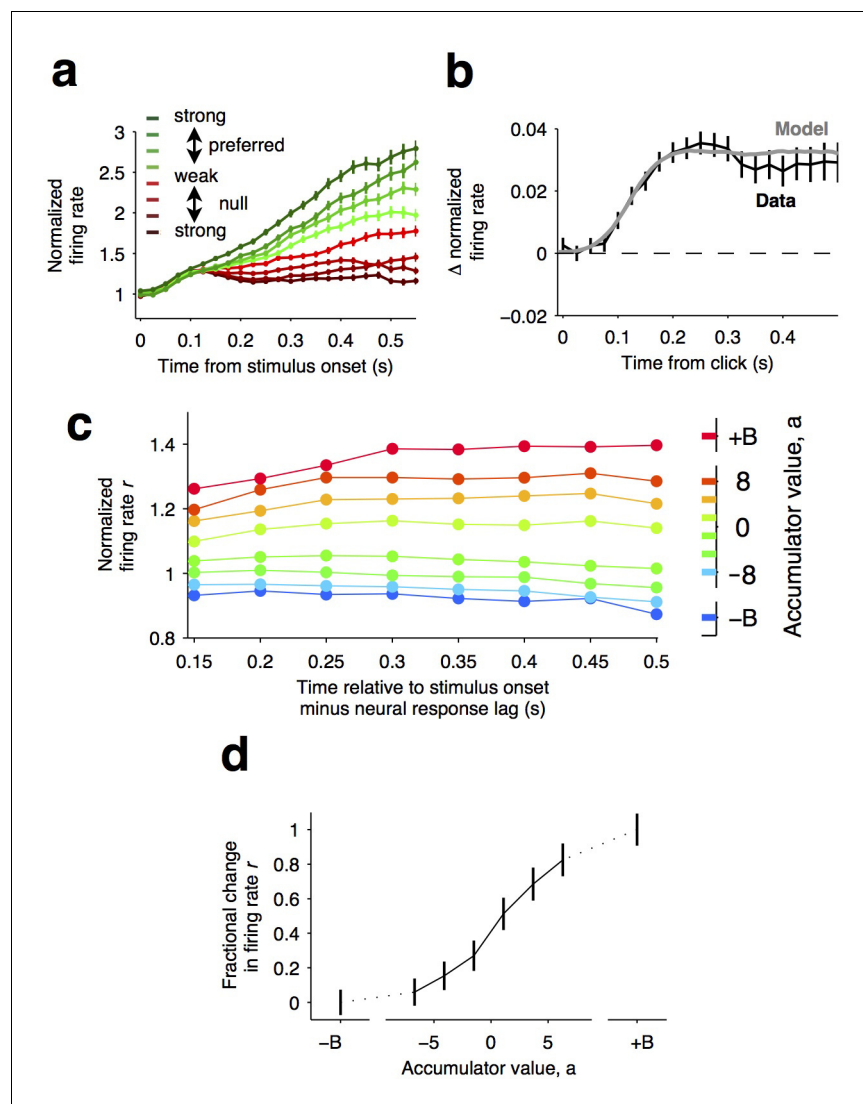 a
strong
preferred
weak
null
strong
Normalized
firing rate
3
2.5
2
1.5
1
0
0.1
0.2
0.3
0.4
0.5
Time from stimulus onset (s)
b
Δ normalized
firing rate
0.04
0.02
0
−0.02
Model
Data
0
0.1
0.2
0.3
0.4
Time from click (s)
c
Normalized
firing rate r
1.4
1.2
1
0.8
0.15
0.2
0.25
0.3
0.35
0.4
0.45
0.5
Time relative to stimulus onset
minus neural response lag (s)
+B
8
0
−8
−B
Accumulator value, a
d
Fractional change
in firing rate r
1
0.8
0.6
0.4
0.2
0
−B
−5
0
5
+B
Accumulator value, a